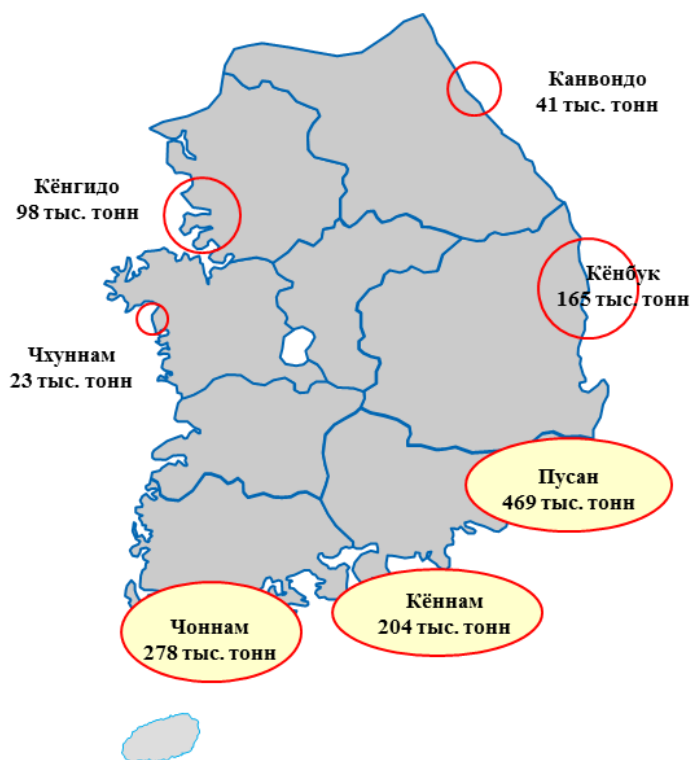 Канвондо
41 тыс. тонн
Кёнгидо
98 тыс. тонн
Кёнбук
165 тыс. тонн
Чхуннам
23 тыс. тонн
Пусан
469 тыс. тонн
Кённам
204 тыс. тонн
Чоннам
278 тыс. тонн